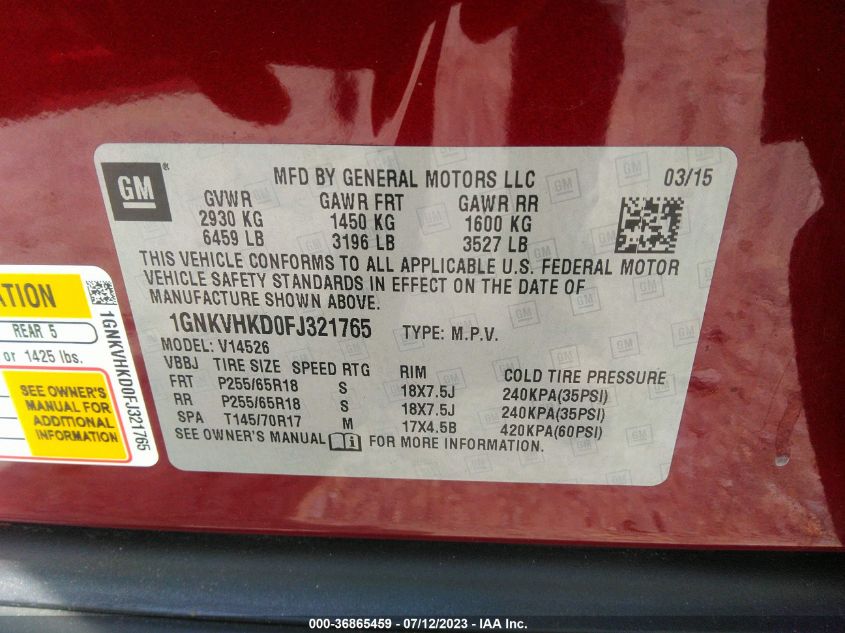 GM ®
MFD BY GENERAL MOTORS LLC 03/15
GVWR GAWR FRT GAWR RR
2930 KG 1450 KG 1600 KG
6459 LB 3196 LB 3527 LB
THIS VEHICLE CONFORMS TO ALL APPLICABLE U.S. FEDERAL MOTOR
VEHICLE SAFETY STANDARDS IN EFFECT ON THE DATE OF
MANUFACTURE SHOWN ABOVE.
1GNKVHKD0FJ321765 TYPE: M.P.V.
MODEL: V14526
VBBJ TIRE SIZE SPEED RTG RIM COLD TIRE PRESSURE
FRT P255/65R18 S 18X7.5J 240KPA(35PSI)
RR P255/65R18 S 18X7.5J 240KPA(35PSI)
SPA T145/70R17 M 17X4.5B 420KPA(60PSI)
SEE OWNER'S MANUAL FOR MORE INFORMATION.
REAR 5
or 1425 lbs.
SEE OWNER'S
MANUAL FOR
ADDITIONAL
INFORMATION
1GNKVHKD0FJ321765
000-36865459 - 07/12/2023 - IAA Inc.